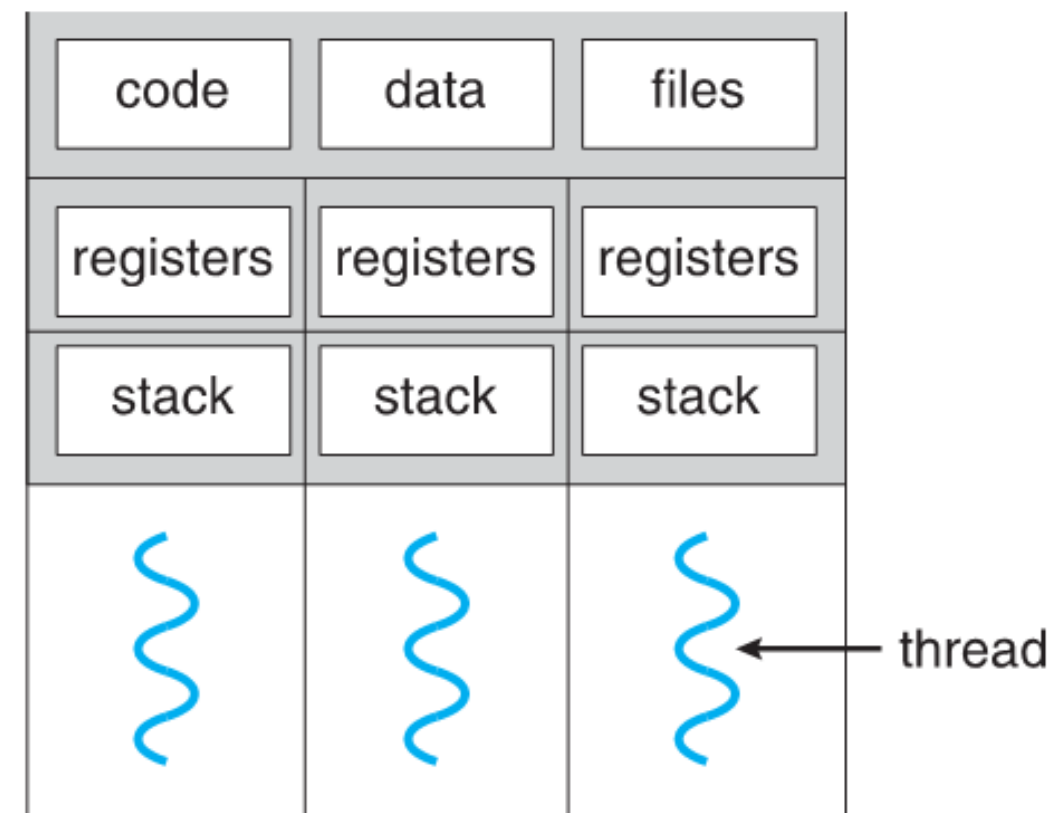 code data files
registers registers registers
stack stack stack
thread